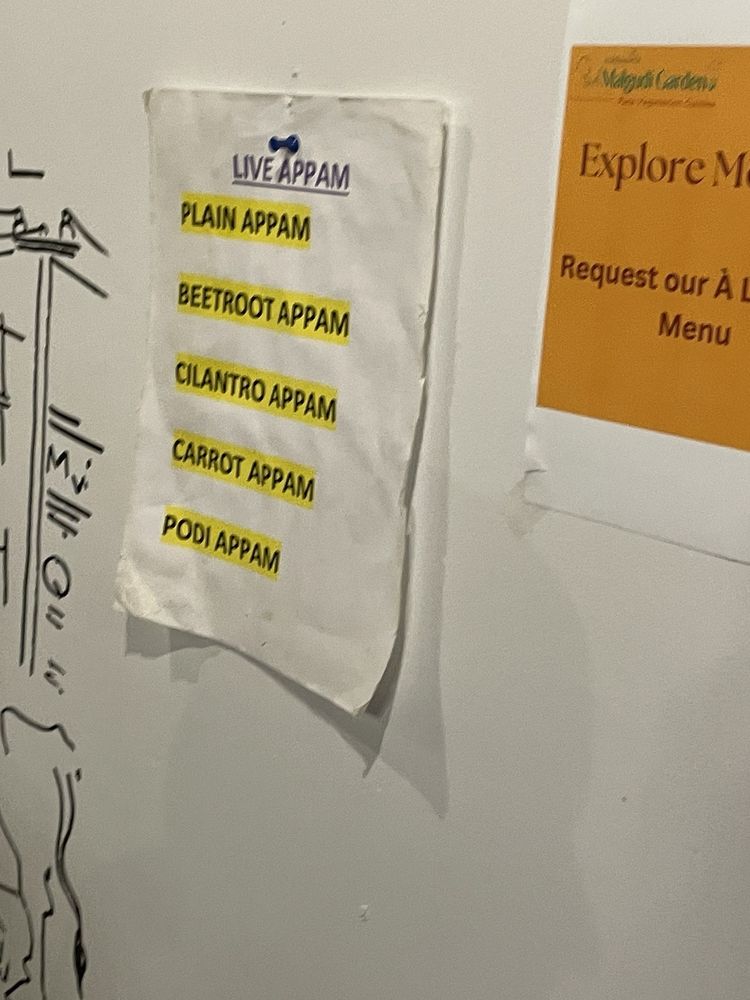 LIVE APPAM
PLAIN APPAM
BEETROOT APPAM
CILANTRO APPAM
CARROT APPAM
PODI APPAM
Malgudi Garden
Explore
Request our À
Menu